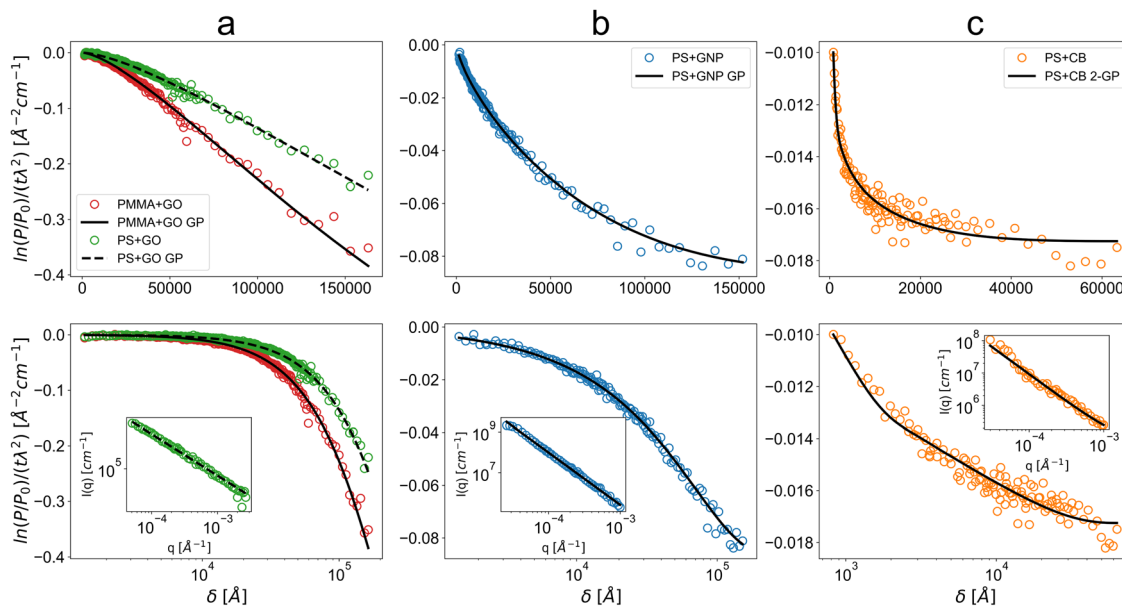 a
b
c
ln(P/P₀)/(tλ²) [Å⁻²cm⁻¹]
0.0
−0.1
−0.2
−0.3
−0.4
PMMA+GO
PMMA+GO GP
PS+GO
PS+GO GP
0
50000
100000
150000
0.00
−0.02
−0.04
−0.06
−0.08
PS+GNP
PS+GNP GP
0
50000
100000
150000
−0.010
−0.012
−0.014
−0.016
−0.018
PS+CB
PS+CB 2-GP
0
20000
40000
60000
ln(P/P₀)/(tλ²) [Å⁻²cm⁻¹]
0.0
−0.1
−0.2
−0.3
−0.4
I(q) [cm⁻¹]
10⁵
10⁻⁴
10⁻³
q [Å⁻¹]
10⁴
10⁵
δ [Å]
0.00
−0.02
−0.04
−0.06
−0.08
I(q) [cm⁻¹]
10⁹
10⁷
10⁻⁴
10⁻³
q [Å⁻¹]
10⁴
10⁵
δ [Å]
−0.010
−0.012
−0.014
−0.016
−0.018
I(q) [cm⁻¹]
10⁸
10⁷
10⁶
10⁻⁴
10⁻³
q [Å⁻¹]
10³
10⁴
δ [Å]